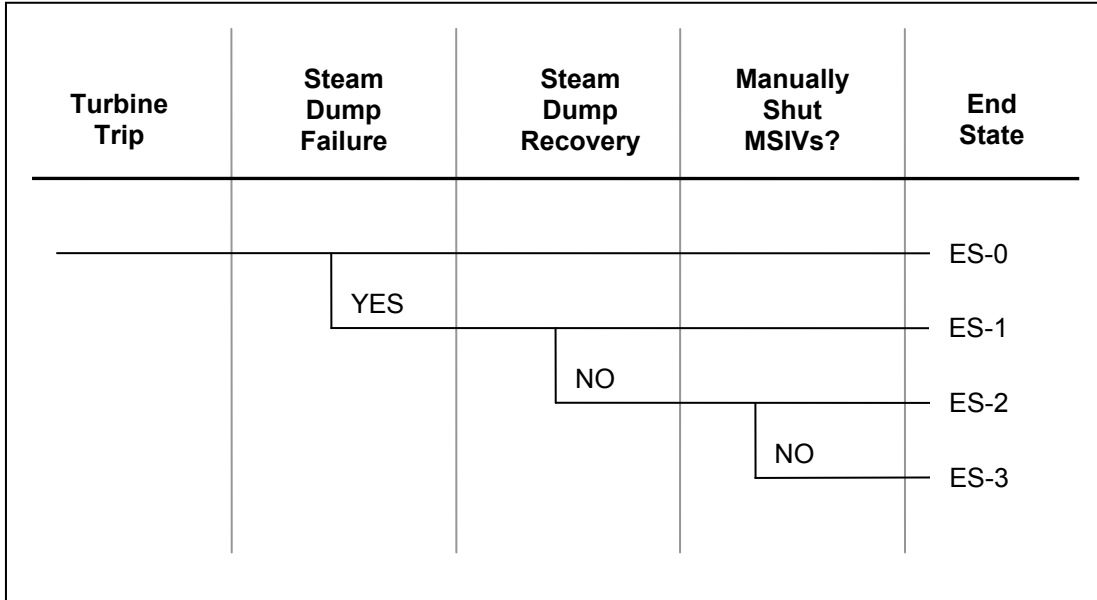 Turbine
Trip
Steam
Dump
Failure
Steam
Dump
Recovery
Manually
Shut
MSIVs?
End
State
ES-0
YES
ES-1
NO
ES-2
NO
ES-3